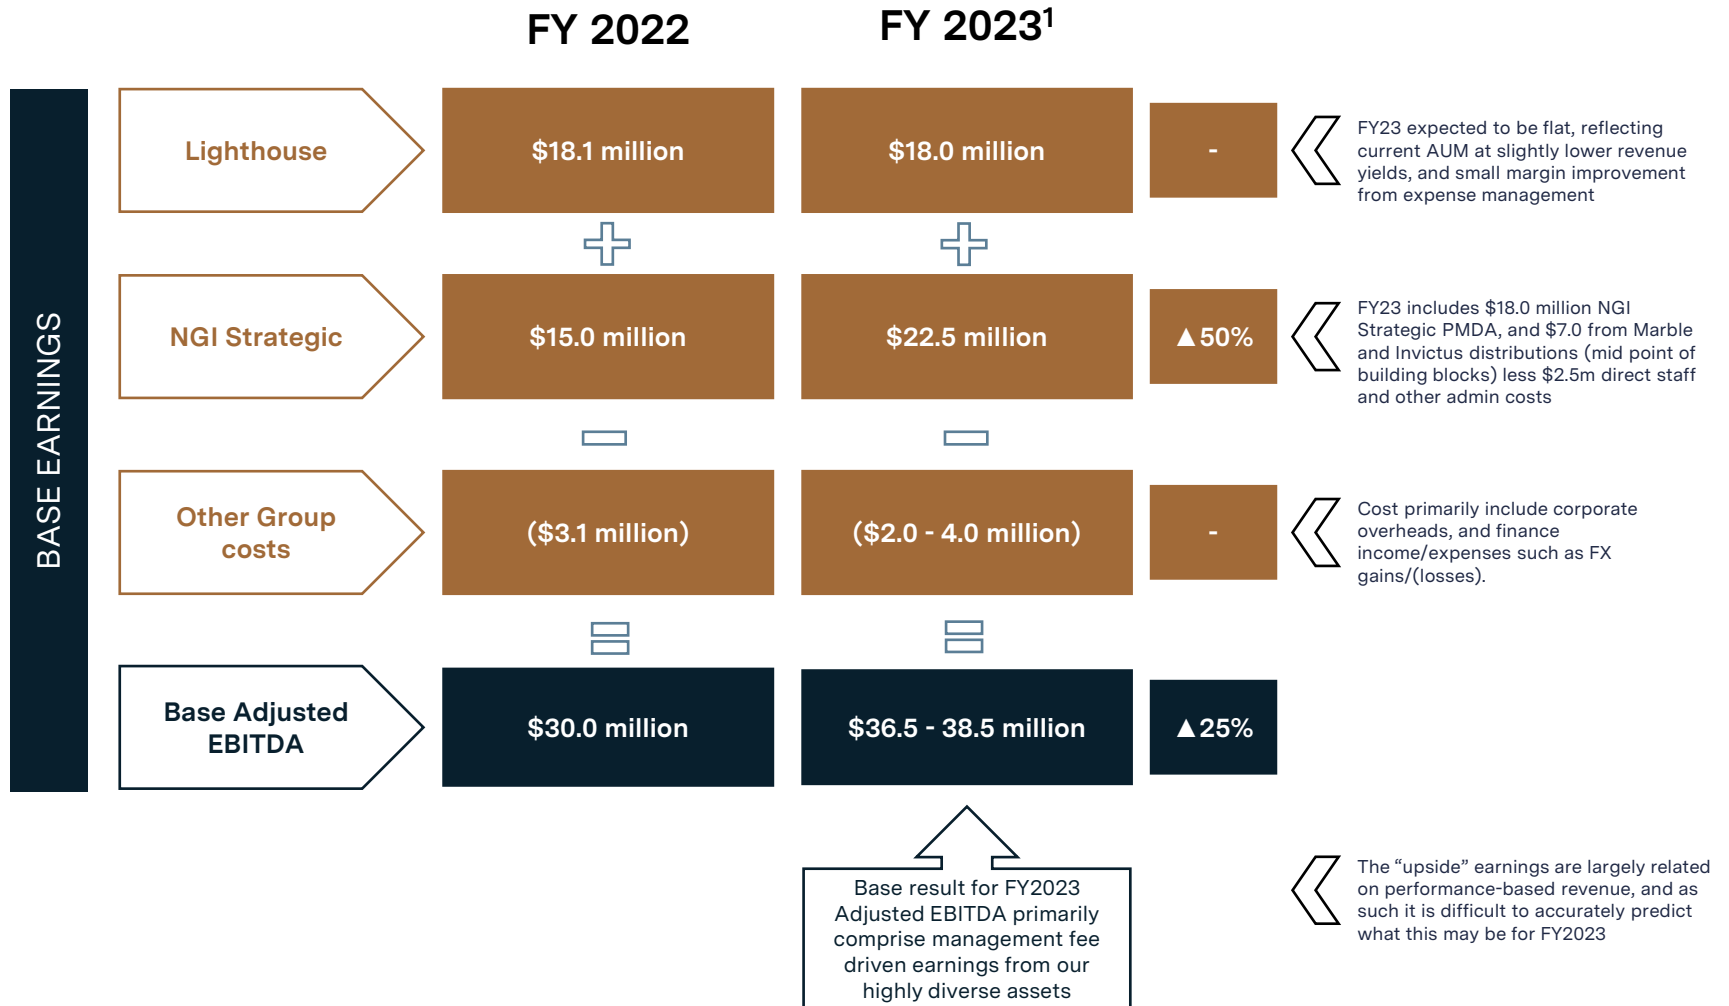 FY 2022
FY 2023¹
BASE EARNINGS
Lighthouse
$18.1 million
$18.0 million
-
FY23 expected to be flat, reflecting
current AUM at slightly lower revenue
yields, and small margin improvement
from expense management
NGI Strategic
$15.0 million
$22.5 million
▲50%
FY23 includes $18.0 million NGI
Strategic PMDA, and $7.0 from Marble
and Invictus distributions (mid point of
building blocks) less $2.5m direct staff
and other admin costs
Other Group
costs
($3.1 million)
($2.0 - 4.0 million)
-
Cost primarily include corporate
overheads, and finance
income/expenses such as FX
gains/(losses).
Base Adjusted
EBITDA
$30.0 million
$36.5 - 38.5 million
▲25%
Base result for FY2023
Adjusted EBITDA primarily
comprise management fee
driven earnings from our
highly diverse assets
The “upside” earnings are largely related
on performance-based revenue, and as
such it is difficult to accurately predict
what this may be for FY2023